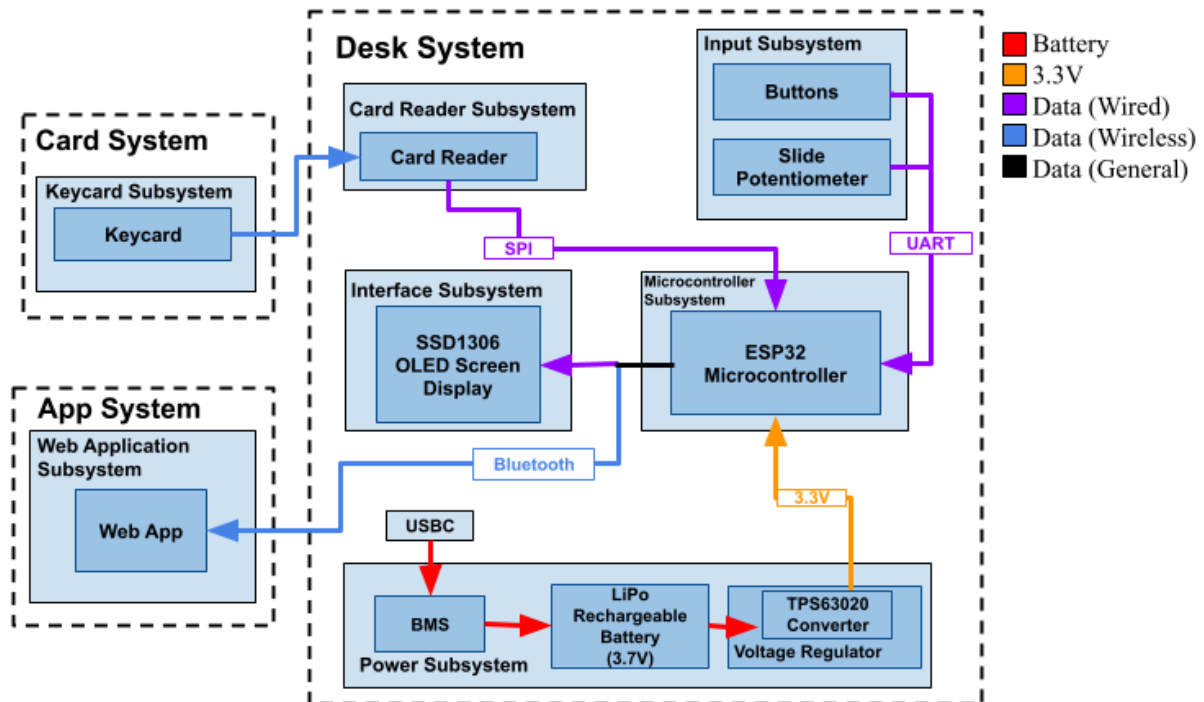 Desk System
Input Subsystem
Buttons
Slide
Potentiometer
Battery
3.3V
Data (Wired)
Data (Wireless)
Data (General)
Card Reader Subsystem
Card Reader
Card System
Keycard Subsystem
Keycard
SPI
UART
Interface Subsystem
SSD1306
OLED Screen
Display
Microcontroller
Subsystem
ESP32
Microcontroller
App System
Web Application
Subsystem
Web App
Bluetooth
3.3V
USBC
BMS
Power Subsystem
LiPo
Rechargeable
Battery
(3.7V)
TPS63020
Converter
Voltage Regulator